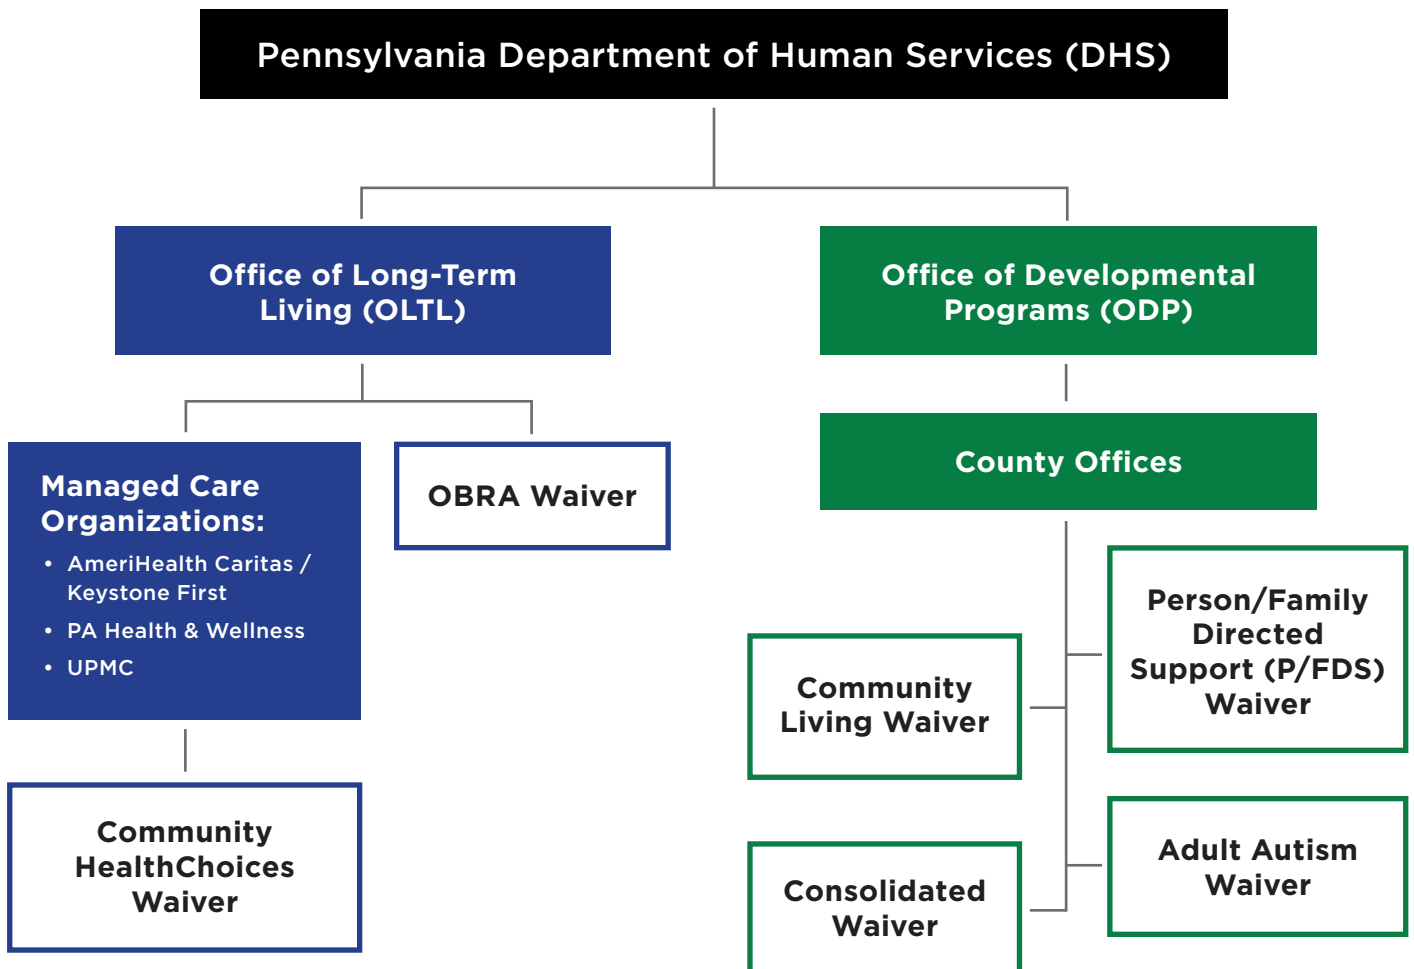 Pennsylvania Department of Human Services (DHS)
Office of Long-Term
Living (OLTL)
Office of Developmental
Programs (ODP)
Managed Care
Organizations:
• AmeriHealth Caritas /
Keystone First
• PA Health & Wellness
• UPMC
OBRA Waiver
Community
HealthChoices
Waiver
County Offices
Person/Family
Directed
Support (P/FDS)
Waiver
Community
Living Waiver
Adult Autism
Waiver
Consolidated
Waiver